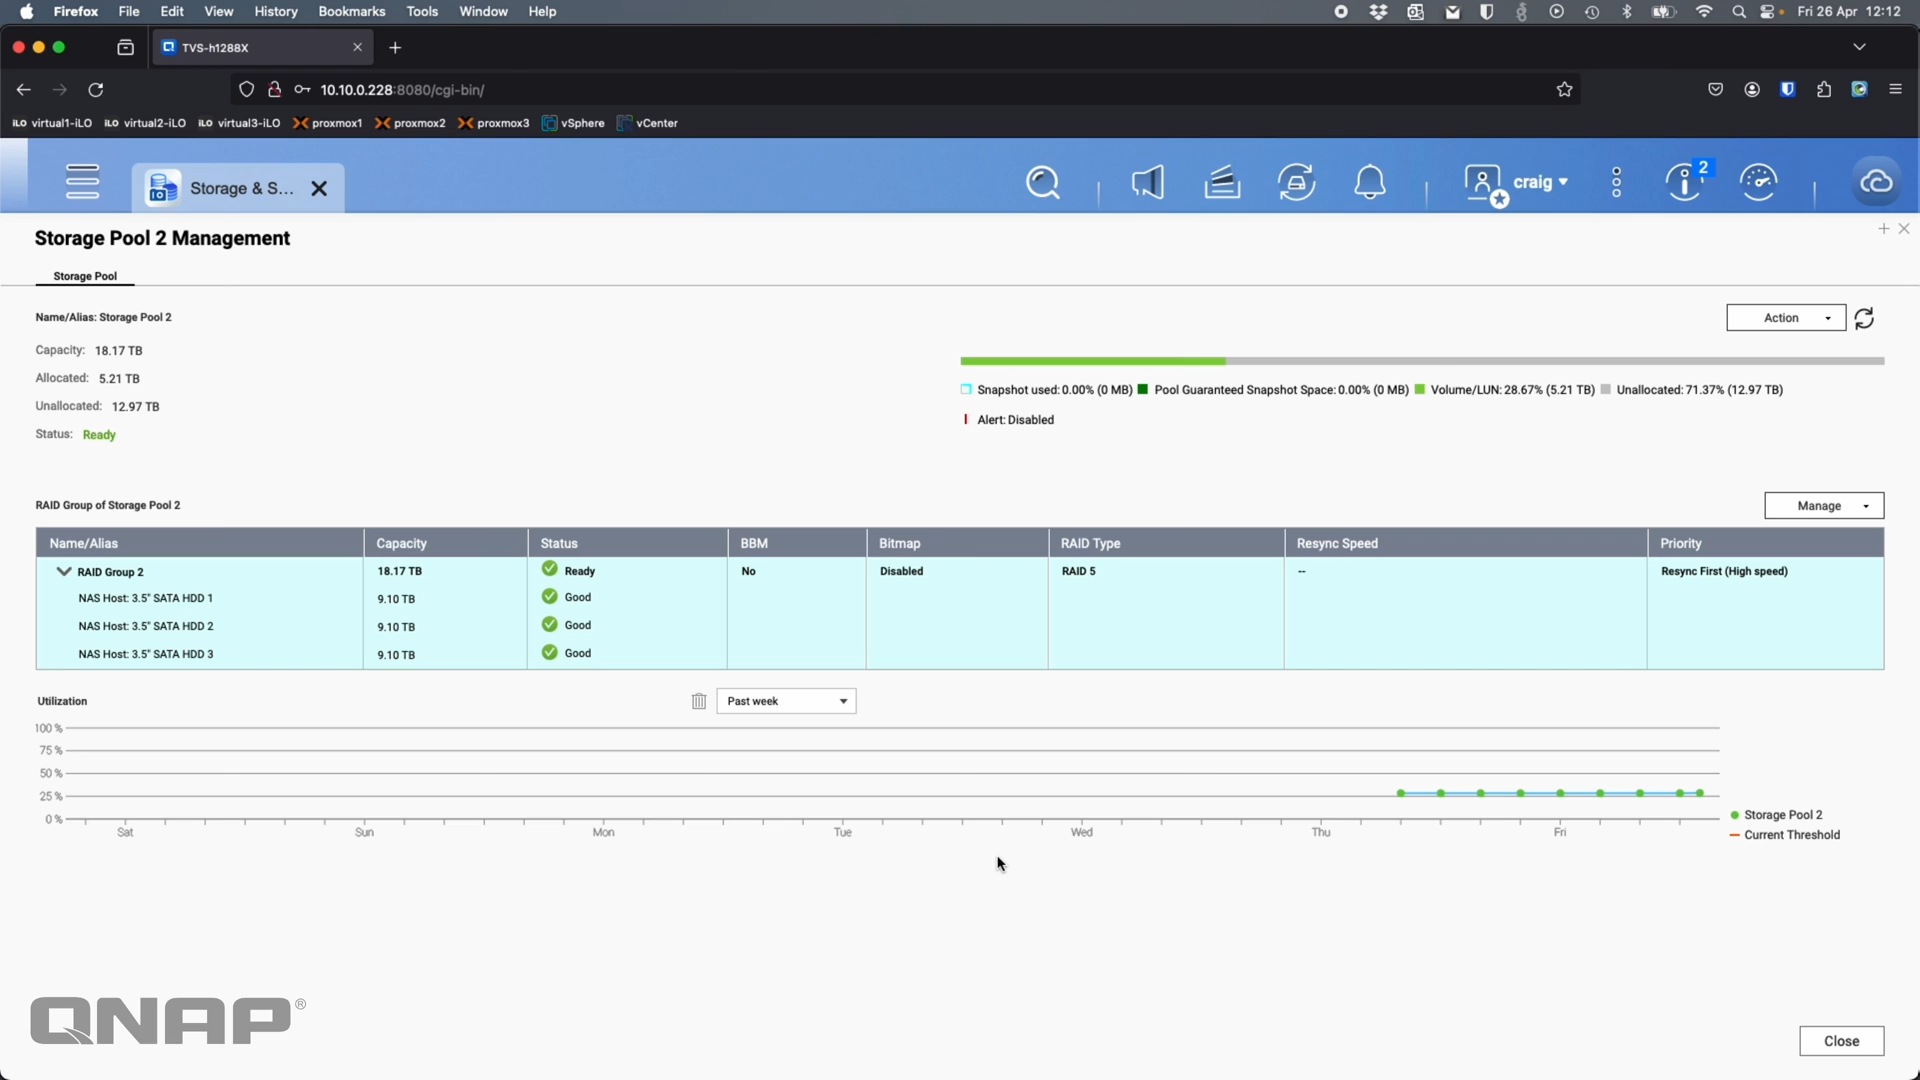 Firefox File Edit View History Bookmarks Tools Window Help Fri 26 Apr 12:12
TVS-h1288X
10.10.0.228:8080/cgi-bin/
iLO virtual1-iLO iLO virtual2-iLO iLO virtual3-iLO proxmox1 proxmox2 proxmox3 vSphere vCenter
Storage & S... craig 2
Storage Pool 2 Management
Storage Pool
Name/Alias: Storage Pool 2 Action
Capacity: 18.17 TB
Allocated: 5.21 TB
Snapshot used: 0.00% (0 MB) Pool Guaranteed Snapshot Space: 0.00% (0 MB) Volume/LUN: 28.67% (5.21 TB) Unallocated: 71.37% (12.97 TB)
Unallocated: 12.97 TB
Alert: Disabled
Status: Ready
RAID Group of Storage Pool 2 Manage
Name/Alias Capacity Status BBM Bitmap RAID Type Resync Speed Priority
RAID Group 2 18.17 TB Ready No Disabled RAID 5 -- Resync First (High speed)
NAS Host: 3.5" SATA HDD 1 9.10 TB Good
NAS Host: 3.5" SATA HDD 2 9.10 TB Good
NAS Host: 3.5" SATA HDD 3 9.10 TB Good
Utilization Past week
100 %
75 %
50 %
25 %
0 %
Sat Sun Mon Tue Wed Thu Fri
Storage Pool 2
Current Threshold
QNAP®
Close